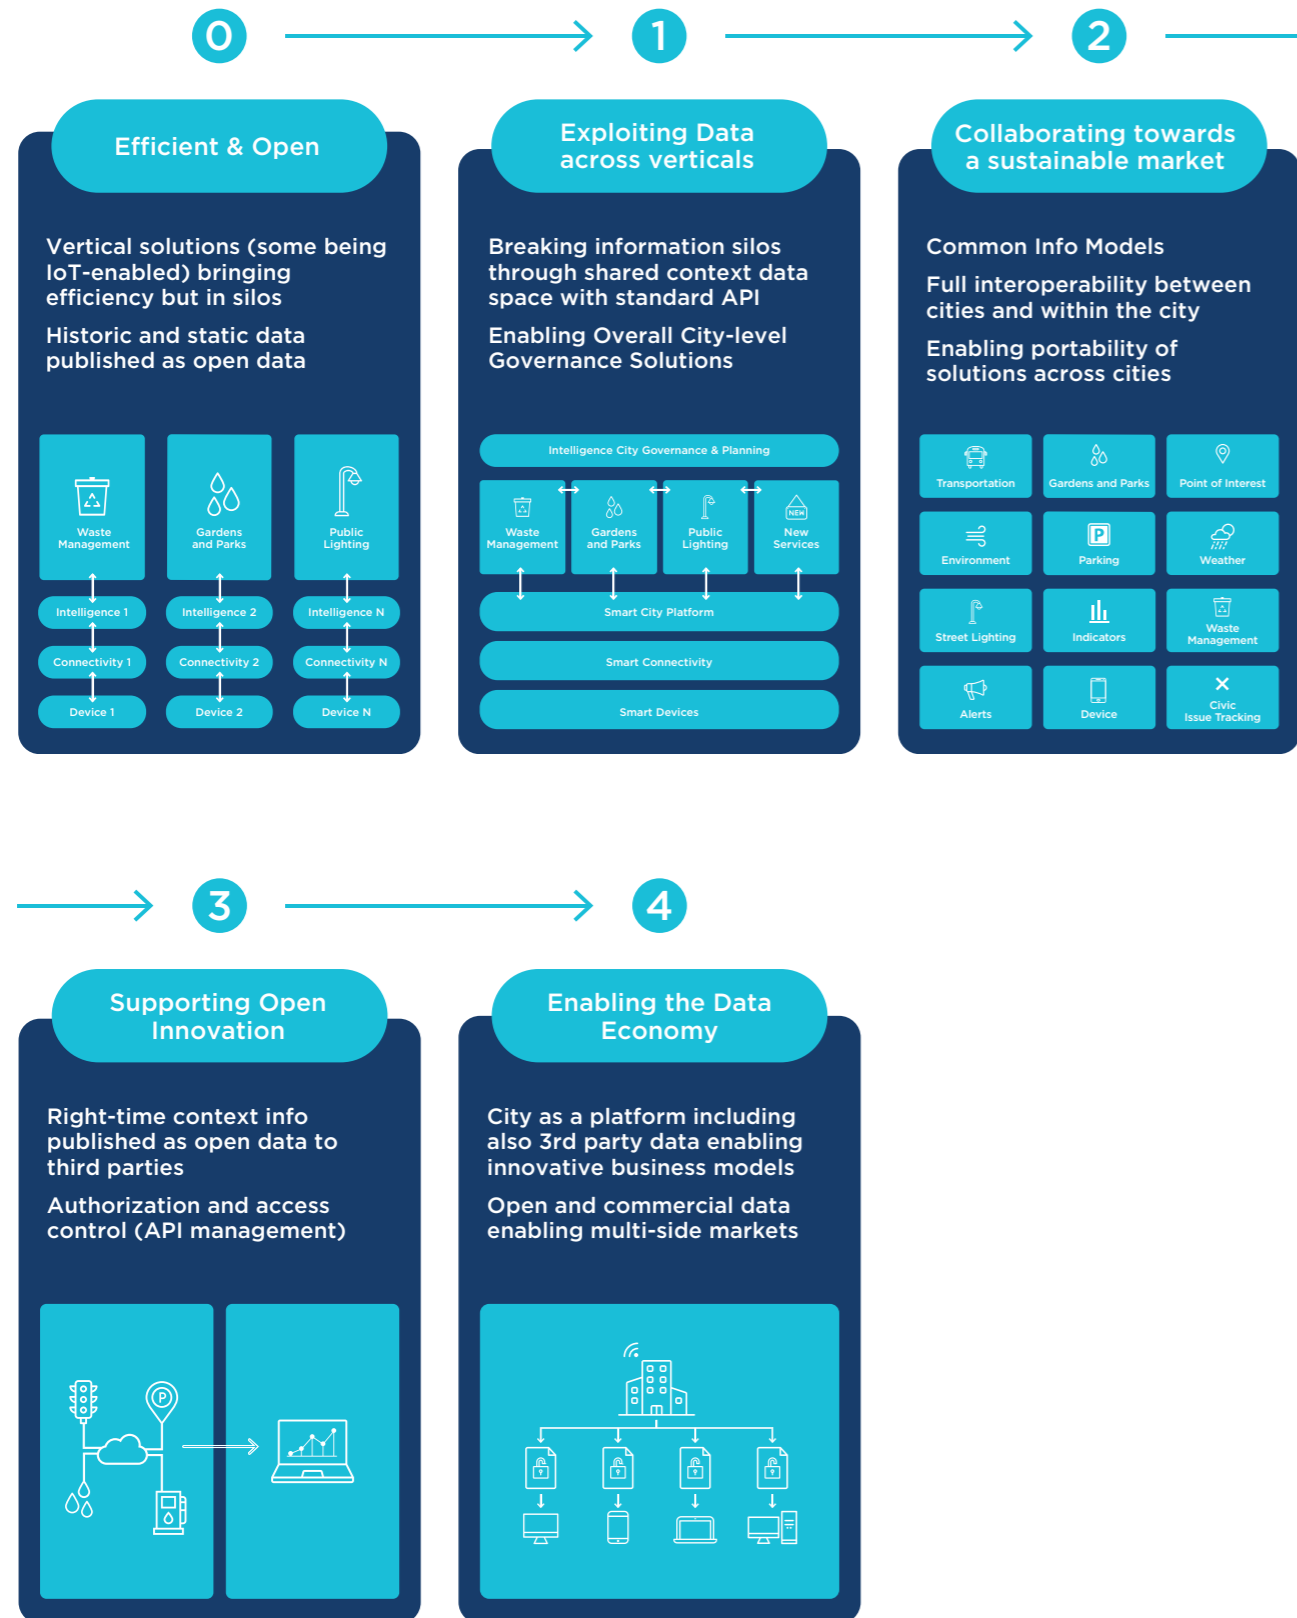 0
1
2
Efficient & Open
Vertical solutions (some being
IoT-enabled) bringing
efficiency but in silos
Historic and static data
published as open data
Waste
Management
Gardens
and Parks
Public
Lighting
Intelligence 1
Intelligence 2
Intelligence N
Connectivity 1
Connectivity 2
Connectivity N
Device 1
Device 2
Device N
Exploiting Data
across verticals
Breaking information silos
through shared context data
space with standard API
Enabling Overall City-level
Governance Solutions
Intelligence City Governance & Planning
Waste
Management
Gardens
and Parks
Public
Lighting
NEW
New
Services
Smart City Platform
Smart Connectivity
Smart Devices
Collaborating towards
a sustainable market
Common Info Models
Full interoperability between
cities and within the city
Enabling portability of
solutions across cities
Transportation
Gardens and Parks
Point of Interest
Environment
P
Parking
Weather
Street Lighting
Indicators
Waste
Management
Alerts
Device
Civic
Issue Tracking
3
4
Supporting Open
Innovation
Right-time context info
published as open data to
third parties
Authorization and access
control (API management)
P
Enabling the Data
Economy
City as a platform including
also 3rd party data enabling
innovative business models
Open and commercial data
enabling multi-side markets